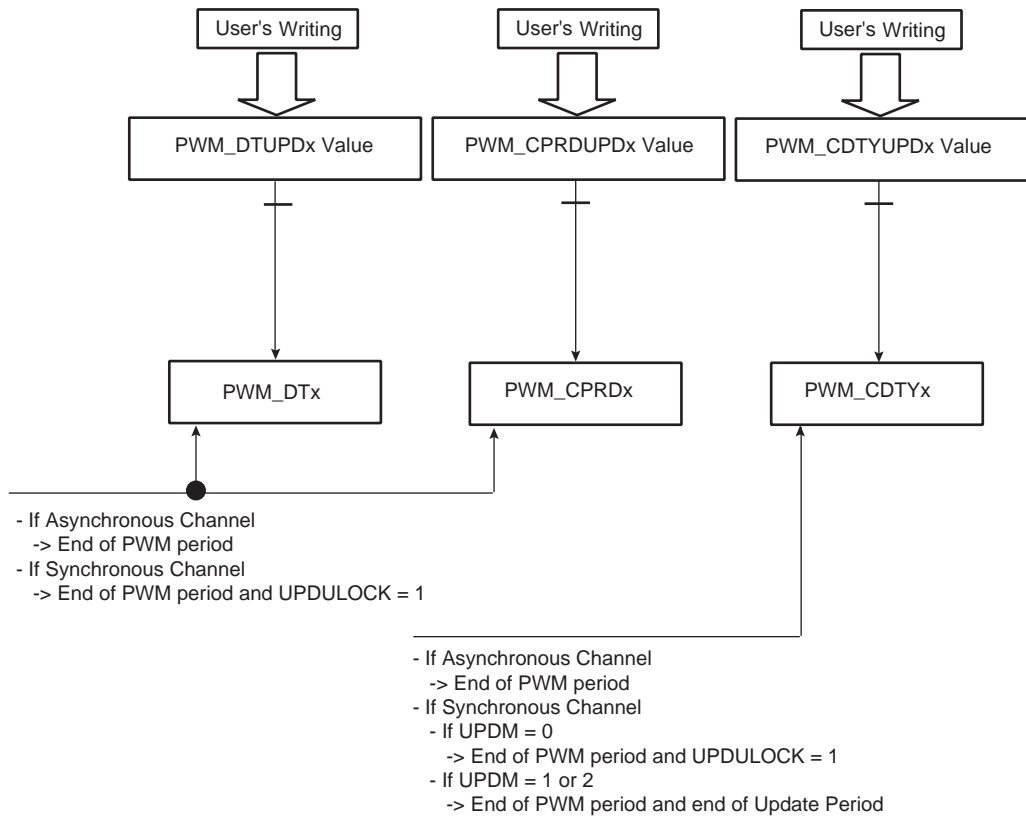 User's Writing
User's Writing
User's Writing
PWM_DTUPDx Value
PWM_CPRDUPDx Value
PWM_CDTYUPDx Value
PWM_DTx
PWM_CPRDx
PWM_CDTYx
- If Asynchronous Channel
-> End of PWM period
- If Synchronous Channel
-> End of PWM period and UPDULOCK = 1
- If Asynchronous Channel
-> End of PWM period
- If Synchronous Channel
- If UPDM = 0
-> End of PWM period and UPDULOCK = 1
- If UPDM = 1 or 2
-> End of PWM period and end of Update Period